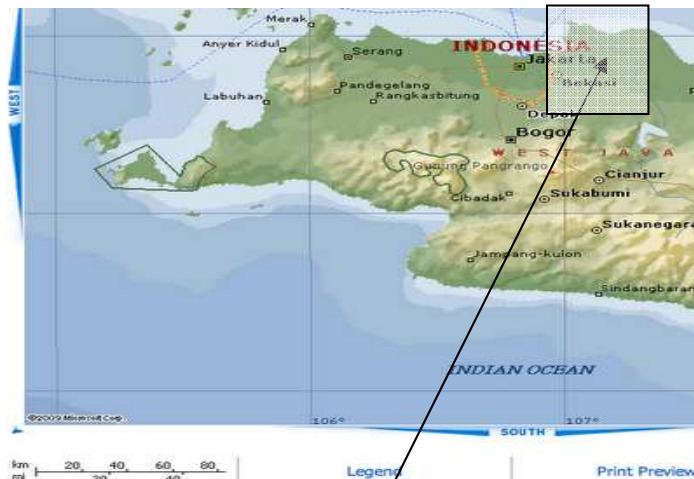 Merak
Anyer Kidul
Serang
INDONESIA
Jakarta
Bekasi
WEST
Pandegelang
Labuhan
Rangkasbitung
Depok
Bogor
WEST JAVA
Gunung Pangrango
Cianjur
Cibadak
Sukabumi
Sukanegara
Jampang-kulon
Sindangbaran
INDIAN OCEAN
©2009 Microsoft Corp.
106°
107°
SOUTH
km 20 40 60 80
mi 20 40
Legend
Print Preview